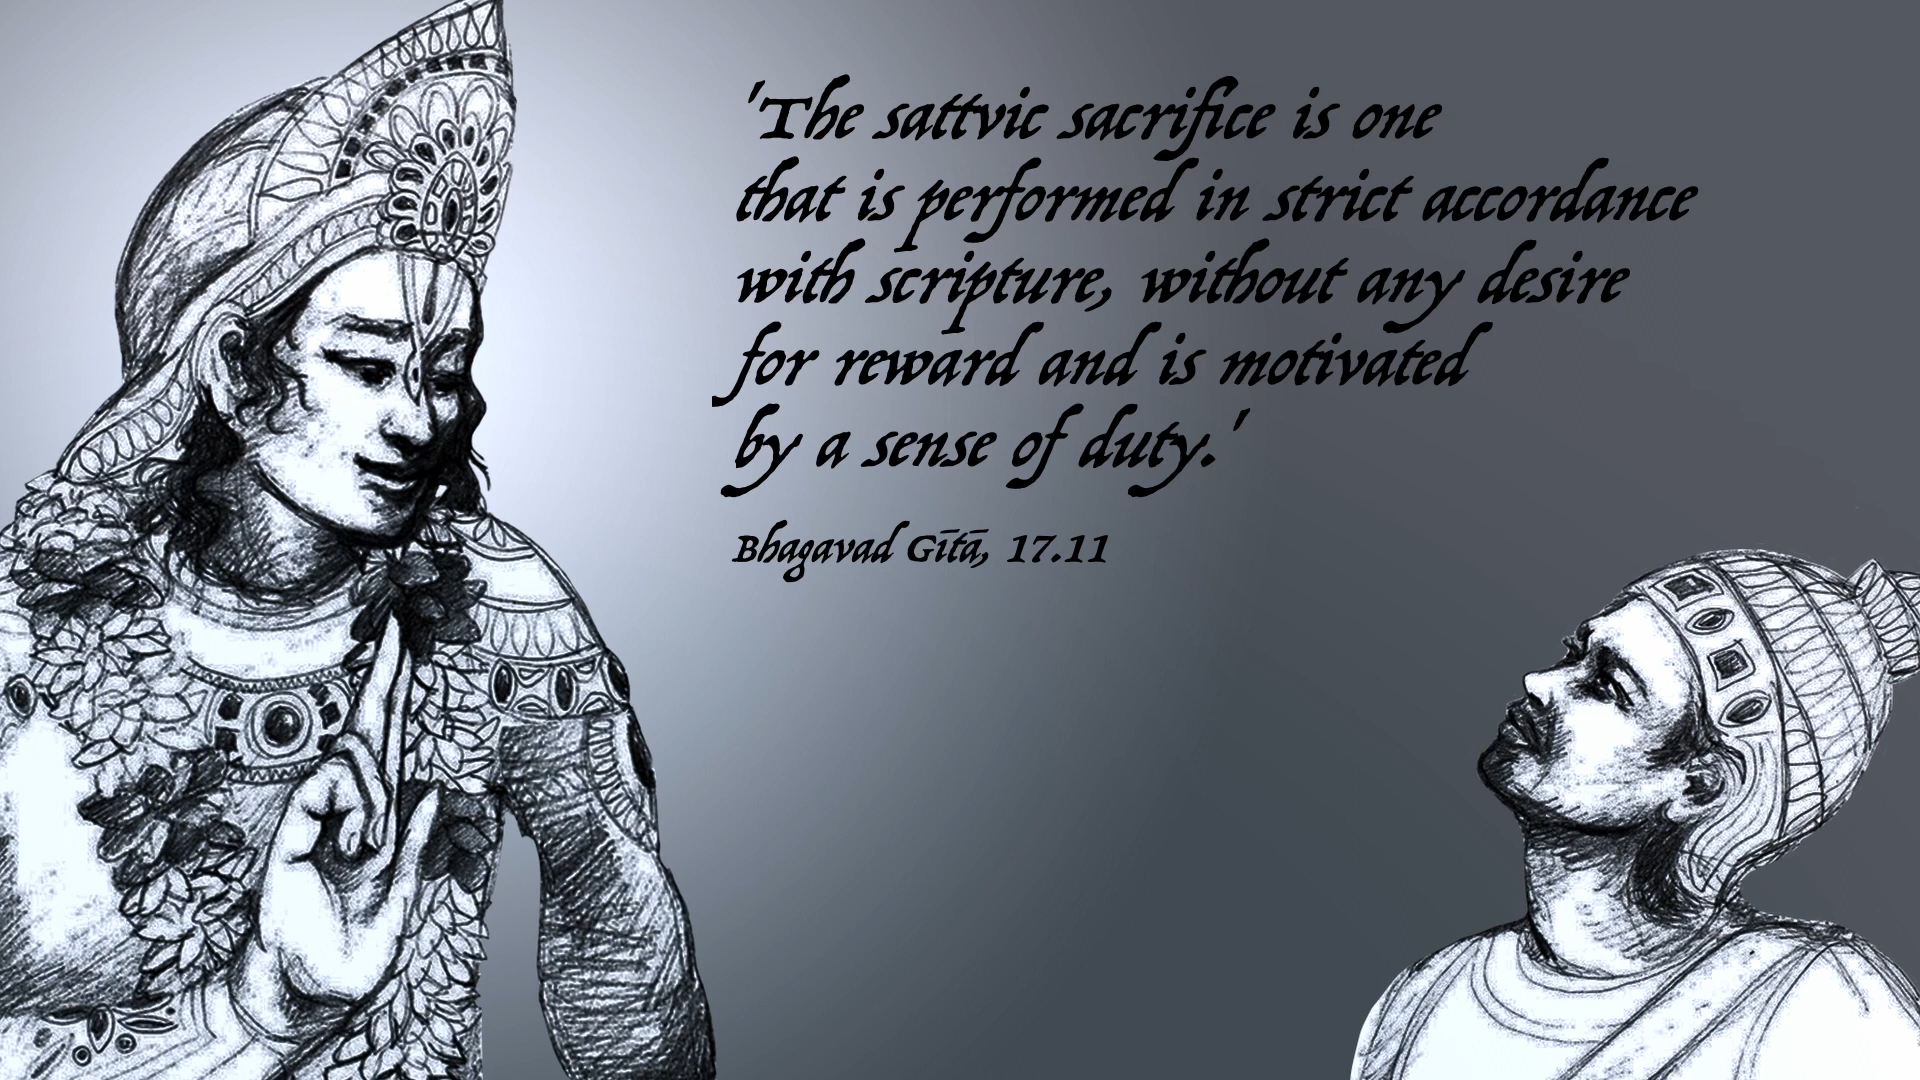 'The sattvic sacrifice is one
that is performed in strict accordance
with scripture, without any desire
for reward and is motivated
by a sense of duty.'
Bhagavad Gītā, 17.11